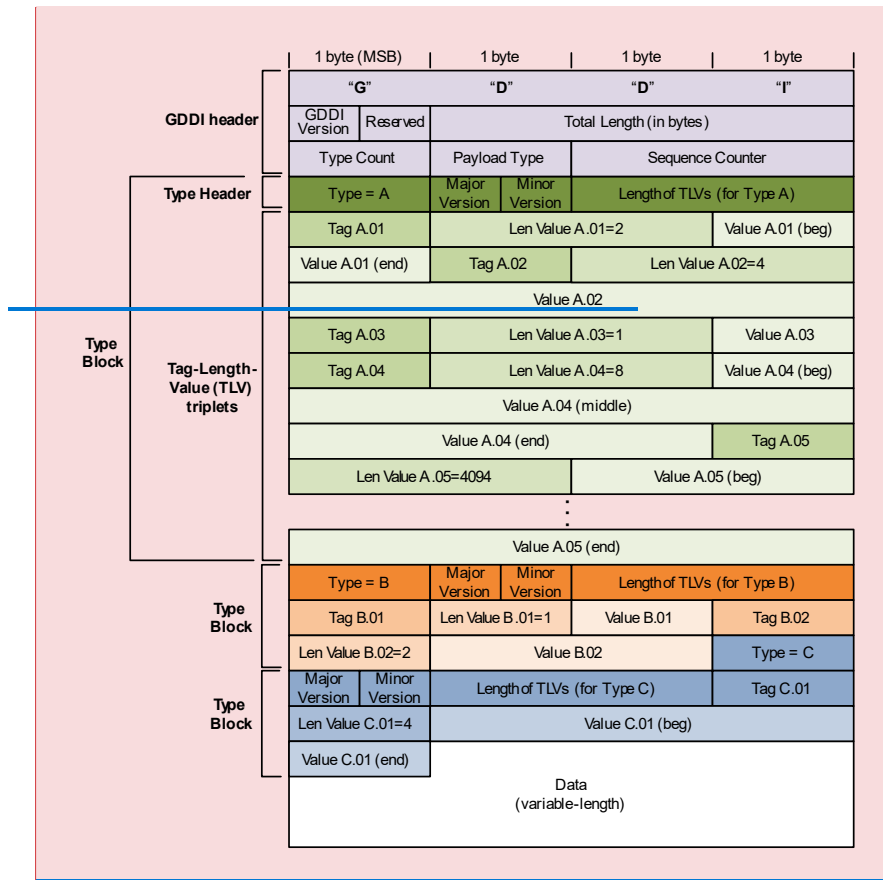 1 byte (MSB) 1 byte 1 byte 1 byte
“G” “D” “D” “I”
GDDI header
GDDI
Version
Reserved
Total Length (in bytes)
Type Count Payload Type Sequence Counter
Type Header
Type = A
Major
Version
Minor
Version
Length of TLVs (for Type A)
Tag A.01 Len Value A.01=2 Value A.01 (beg)
Value A.01 (end) Tag A.02 Len Value A.02=4
Value A.02
Type
Block
Tag-Length-
Value (TLV)
triplets
Tag A.03 Len Value A.03=1 Value A.03
Tag A.04 Len Value A.04=8 Value A.04 (beg)
Value A.04 (middle)
Value A.04 (end) Tag A.05
Len Value A.05=4094 Value A.05 (beg)
Value A.05 (end)
Type
Block
Type = B
Major
Version
Minor
Version
Length of TLVs (for Type B)
Tag B.01 Len Value B.01=1 Value B.01 Tag B.02
Len Value B.02=2 Value B.02 Type = C
Type
Block
Major
Version
Minor
Version
Length of TLVs (for Type C) Tag C.01
Len Value C.01=4 Value C.01 (beg)
Value C.01 (end)
Data
(variable-length)